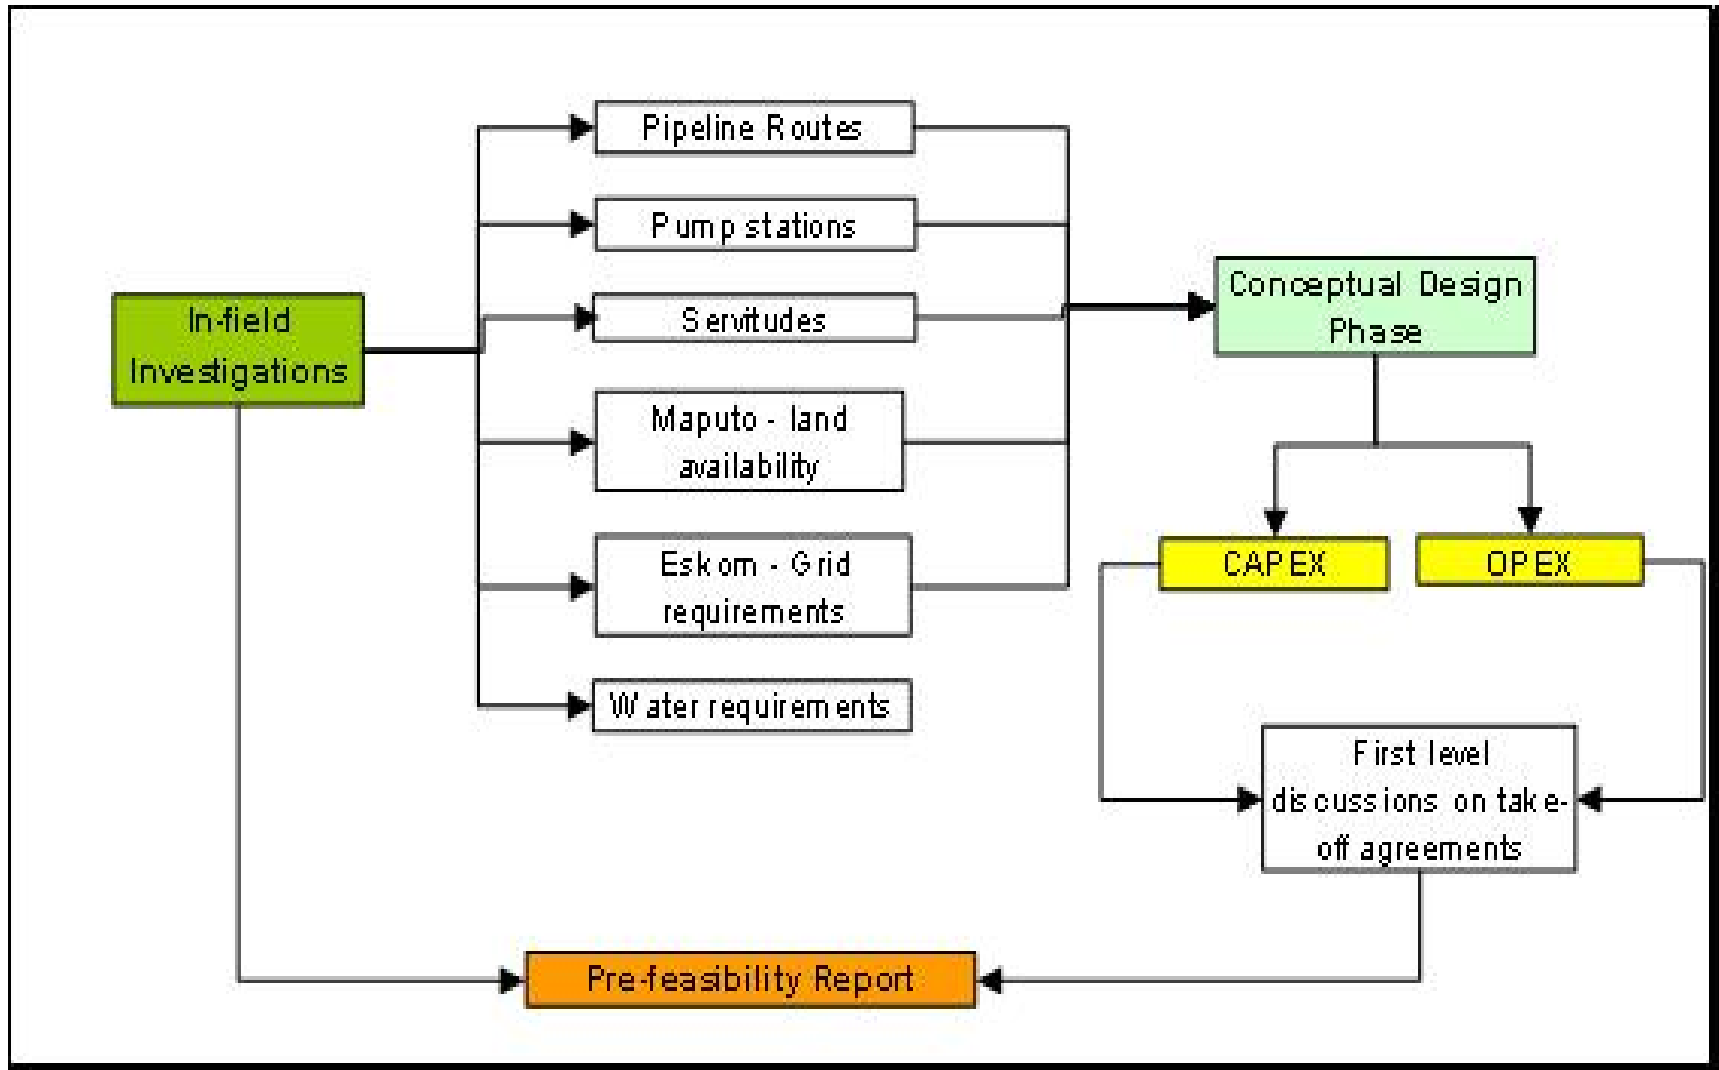 Pipeline Routes
Pump stations
Servitudes
Maputo - land
availability
Eskom - Grid
requirements
Water requirements
In-field
Investigations
Conceptual Design
Phase
CAPEX
OPEX
First level
discussions on take-
off agreements
Pre-feasibility Report